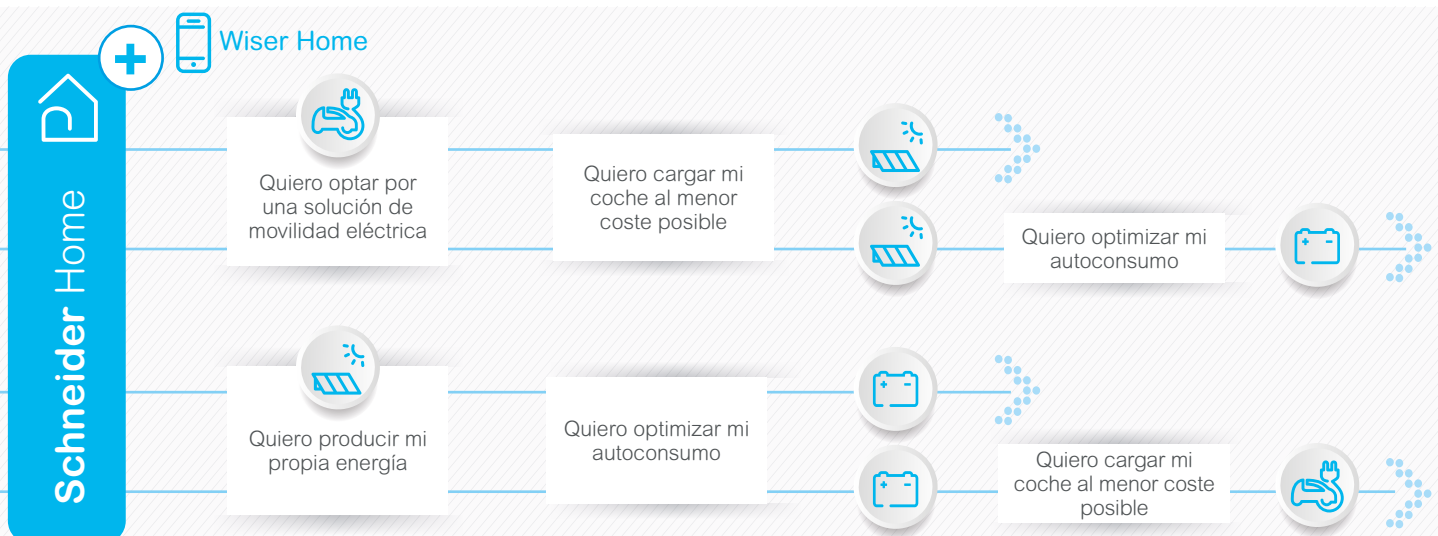 Wiser Home
Schneider Home
Quiero optar por
una solución de
movilidad eléctrica
Quiero cargar mi
coche al menor
coste posible
Quiero optimizar mi
autoconsumo
Quiero producir mi
propia energía
Quiero optimizar mi
autoconsumo
Quiero cargar mi
coche al menor coste
posible